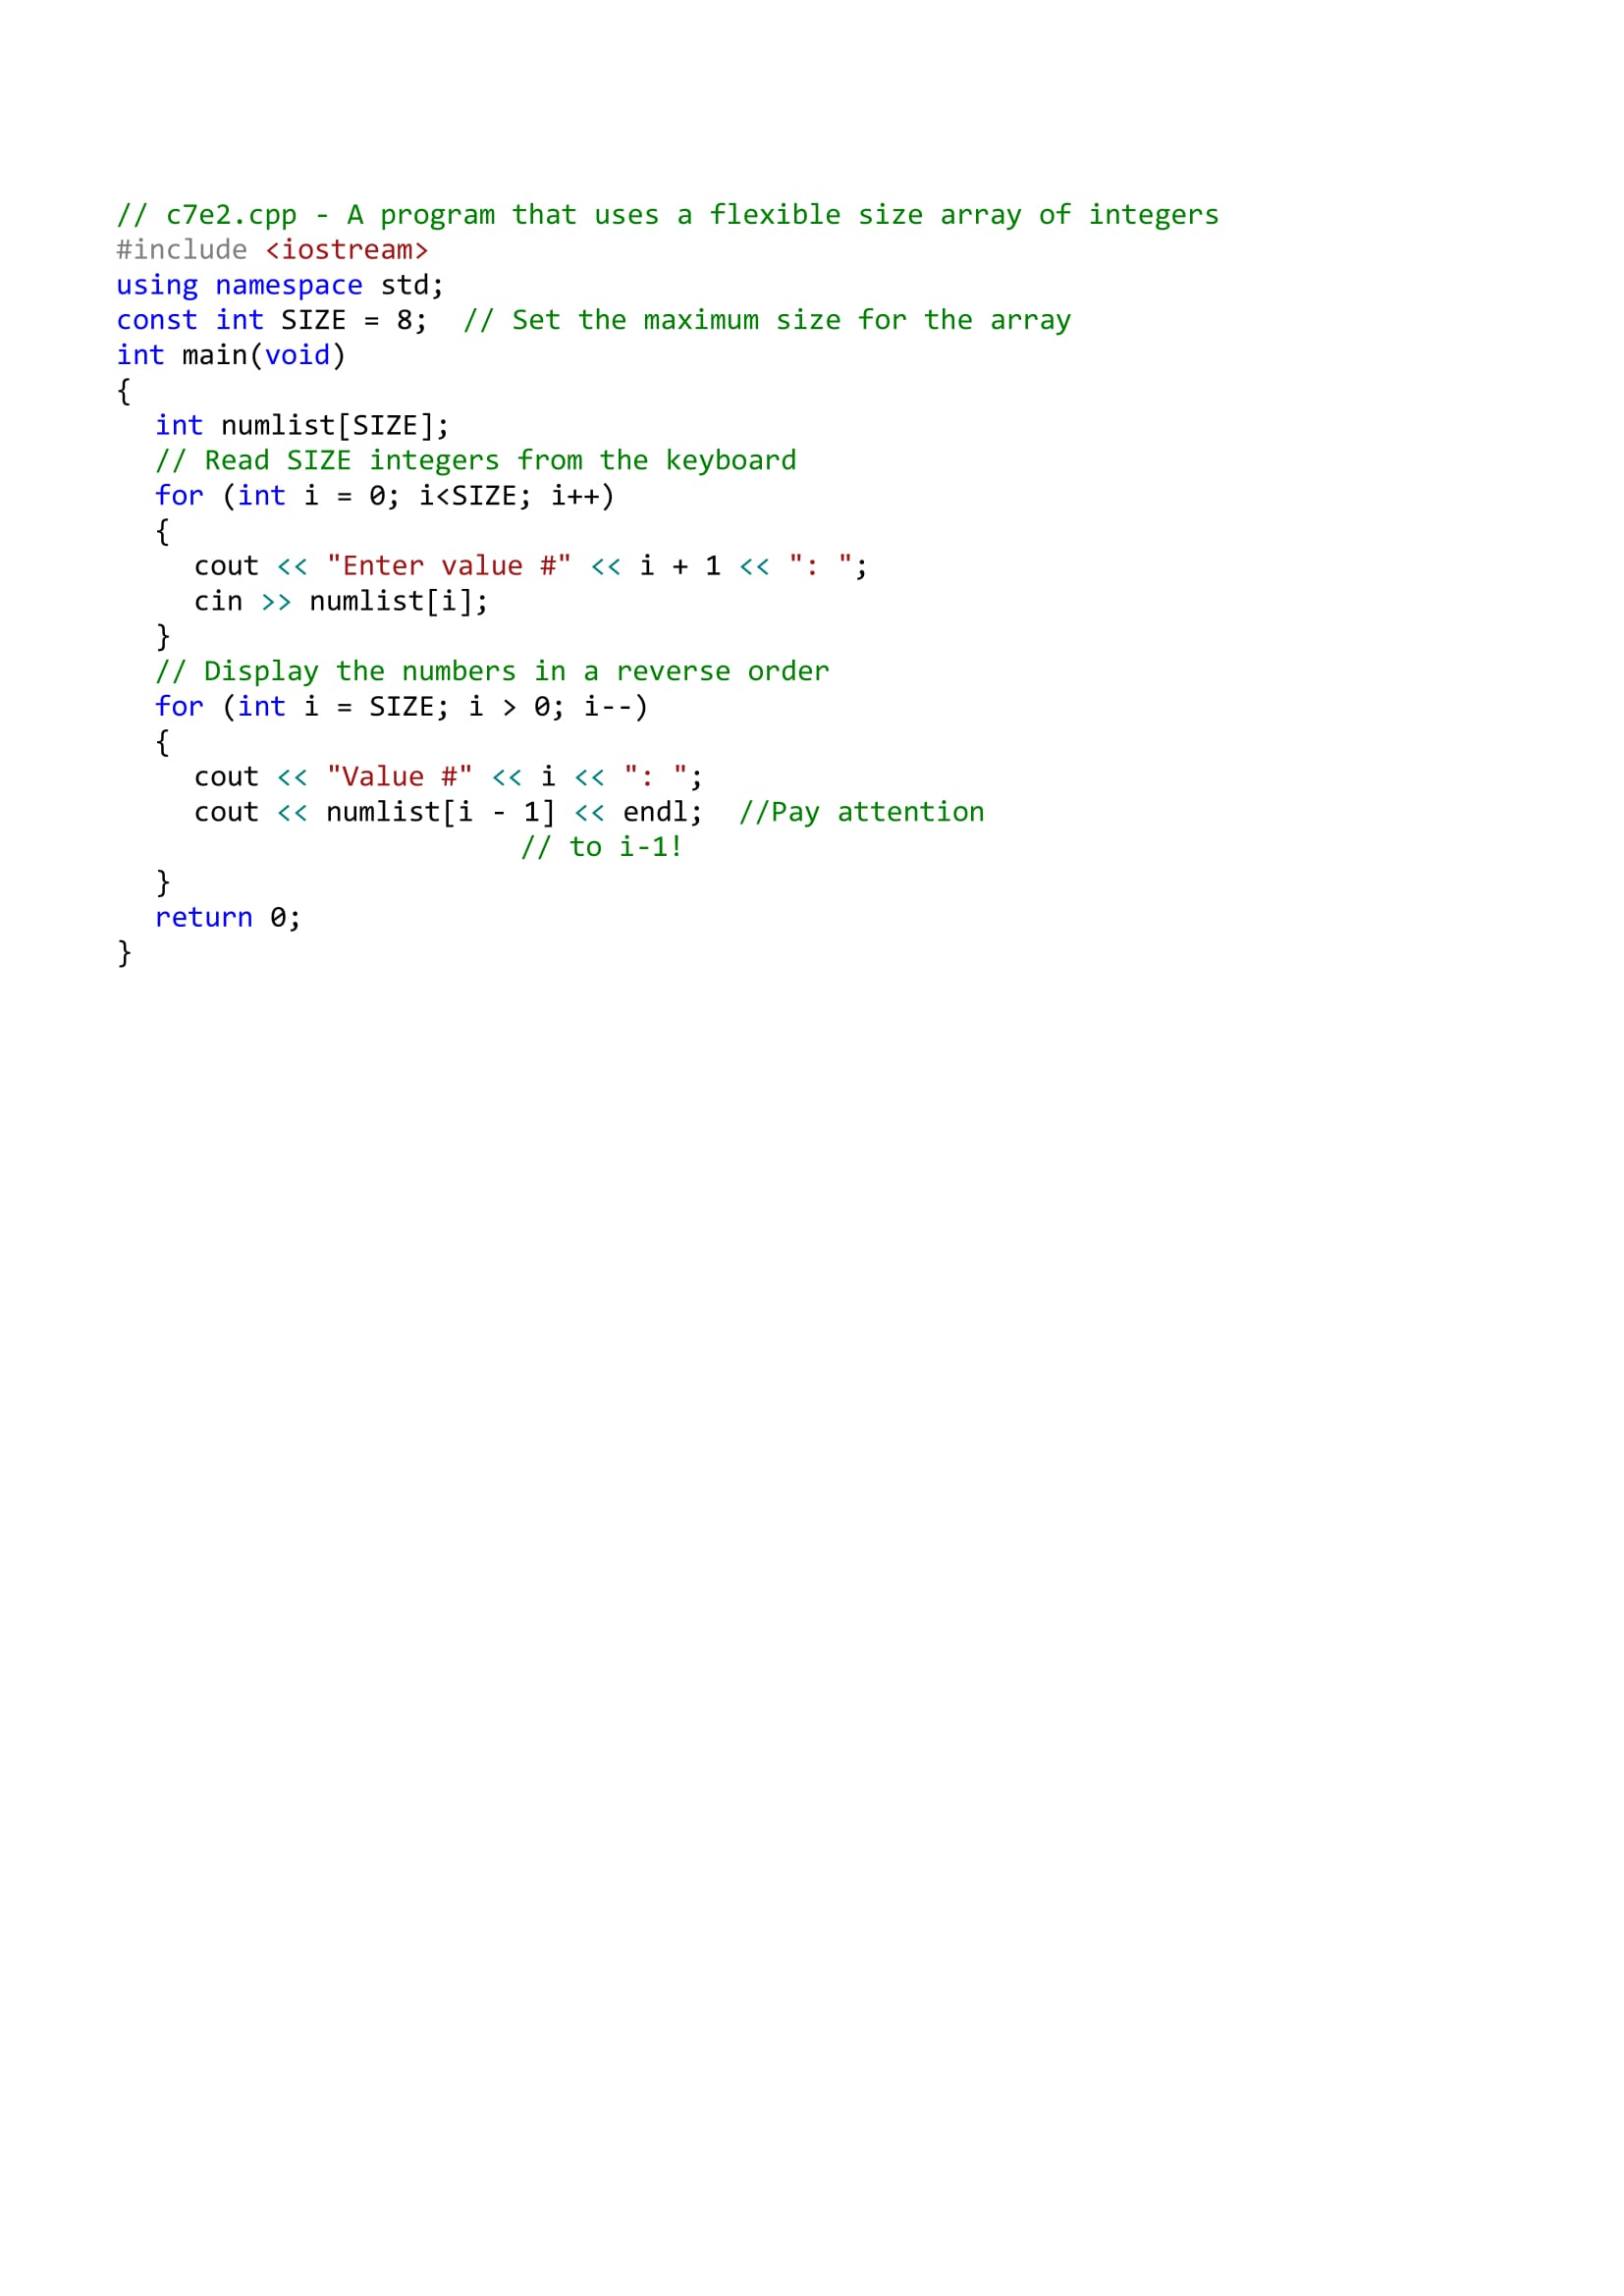 // c7e2.cpp - A program that uses a flexible size array of integers
#include <iostream>
using namespace std;
const int SIZE = 8;  // Set the maximum size for the array
int main(void)
{
  int numlist[SIZE];
  // Read SIZE integers from the keyboard
  for (int i = 0; i<SIZE; i++)
  {
    cout << "Enter value #" << i + 1 << ": ";
    cin >> numlist[i];
  }
  // Display the numbers in a reverse order
  for (int i = SIZE; i > 0; i--)
  {
    cout << "Value #" << i << ": ";
    cout << numlist[i - 1] << endl;  //Pay attention
                        // to i-1!
  }
  return 0;
}